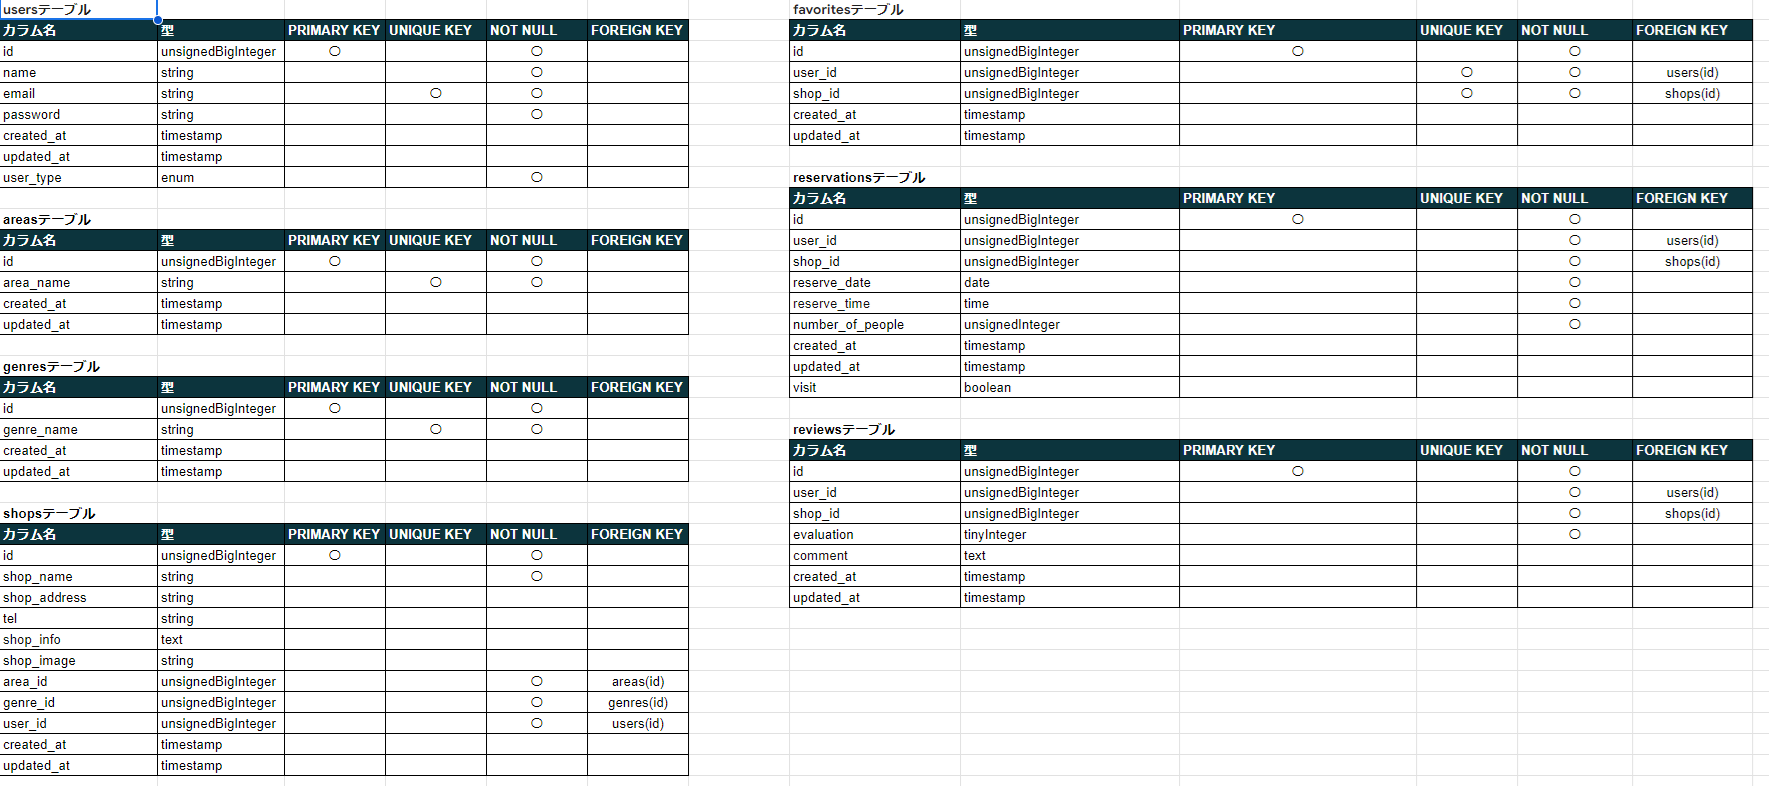 usersテーブル
カラム名 型 PRIMARY KEY UNIQUE KEY NOT NULL FOREIGN KEY
id unsignedBigInteger 〇 〇
name string 〇
email string 〇 〇
password string 〇
created_at timestamp
updated_at timestamp
user_type enum 〇
areasテーブル
カラム名 型 PRIMARY KEY UNIQUE KEY NOT NULL FOREIGN KEY
id unsignedBigInteger 〇 〇
area_name string 〇 〇
created_at timestamp
updated_at timestamp
genresテーブル
カラム名 型 PRIMARY KEY UNIQUE KEY NOT NULL FOREIGN KEY
id unsignedBigInteger 〇 〇
genre_name string 〇 〇
created_at timestamp
updated_at timestamp
shopsテーブル
カラム名 型 PRIMARY KEY UNIQUE KEY NOT NULL FOREIGN KEY
id unsignedBigInteger 〇 〇
shop_name string 〇
shop_address string
tel string
shop_info text
shop_image string
area_id unsignedBigInteger 〇 areas(id)
genre_id unsignedBigInteger 〇 genres(id)
user_id unsignedBigInteger 〇 users(id)
created_at timestamp
updated_at timestamp
favoritesテーブル
カラム名 型 PRIMARY KEY UNIQUE KEY NOT NULL FOREIGN KEY
id unsignedBigInteger 〇 〇
user_id unsignedBigInteger 〇 〇 users(id)
shop_id unsignedBigInteger 〇 〇 shops(id)
created_at timestamp
updated_at timestamp
reservationsテーブル
カラム名 型 PRIMARY KEY UNIQUE KEY NOT NULL FOREIGN KEY
id unsignedBigInteger 〇 〇
user_id unsignedBigInteger 〇 users(id)
shop_id unsignedBigInteger 〇 shops(id)
reserve_date date 〇
reserve_time time 〇
number_of_people unsignedInteger 〇
created_at timestamp
updated_at timestamp
visit boolean
reviewsテーブル
カラム名 型 PRIMARY KEY UNIQUE KEY NOT NULL FOREIGN KEY
id unsignedBigInteger 〇 〇
user_id unsignedBigInteger 〇 users(id)
shop_id unsignedBigInteger 〇 shops(id)
evaluation tinyInteger 〇
comment text
created_at timestamp
updated_at timestamp